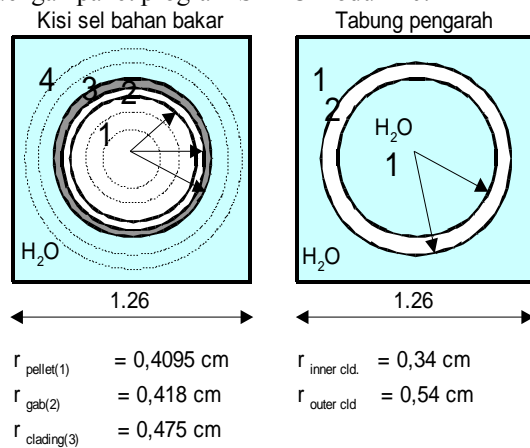 Kisi sel bahan bakar
Tabung pengarah
4
3
2
1
H2O
1.26
1
2
H2O
1
H2O
1.26
r pellet(1) = 0,4095 cm
r gab(2) = 0,418 cm
r clading(3) = 0,475 cm
r inner cld. = 0,34 cm
r outer cld = 0,54 cm